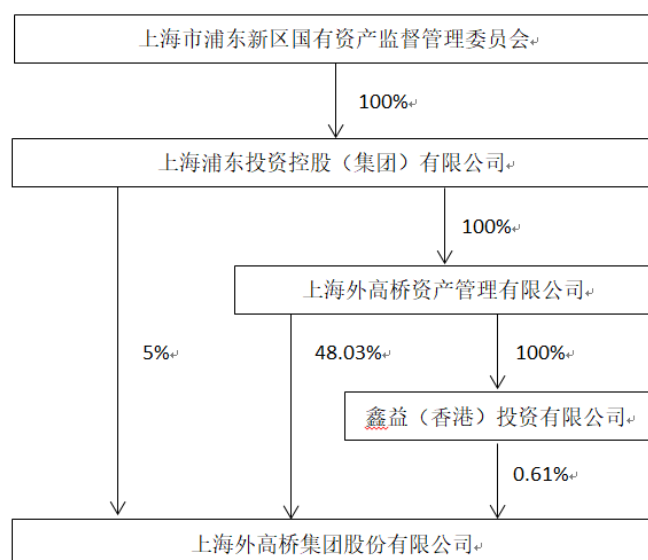 上海市浦东新区国有资产监督管理委员会
100%
上海浦东投资控股（集团）有限公司
100%
上海外高桥资产管理有限公司
5%
48.03%
100%
鑫益（香港）投资有限公司
0.61%
上海外高桥集团股份有限公司